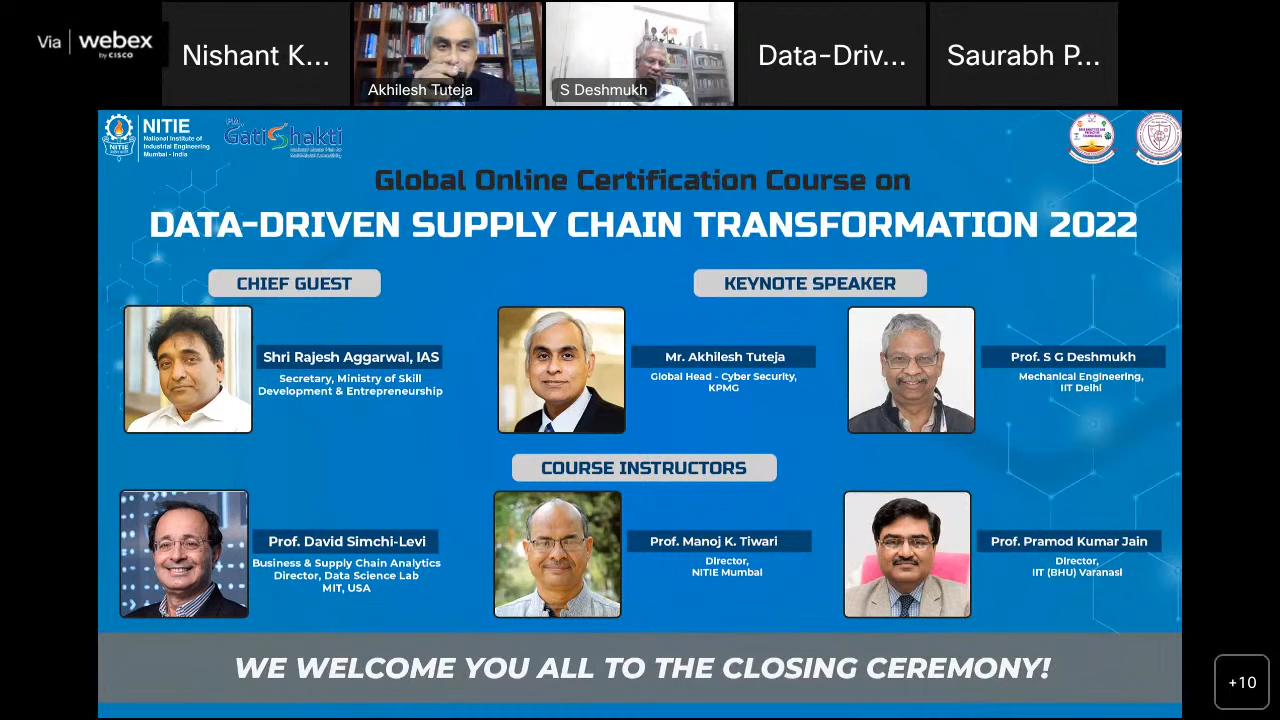 Via webex
by CISCO
Nishant K...
Akhilesh Tuteja
S Deshmukh
Data-Driv...
Saurabh P...
NITIE
National Institute of
Industrial Engineering
Mumbai - India
NITIE
PM
GatiShakti
Global Online Certification Course on
DATA-DRIVEN SUPPLY CHAIN TRANSFORMATION 2022
CHIEF GUEST
KEYNOTE SPEAKER
Shri Rajesh Aggarwal, IAS
Secretary, Ministry of Skill
Development & Entrepreneurship
Mr. Akhilesh Tuteja
Global Head - Cyber Security,
KPMG
Prof. S G Deshmukh
Mechanical Engineering,
IIT Delhi
COURSE INSTRUCTORS
Prof. David Simchi-Levi
Business & Supply Chain Analytics
Director, Data Science Lab
MIT, USA
Prof. Manoj K. Tiwari
Director,
NITIE Mumbai
Prof. Pramod Kumar Jain
Director,
IIT (BHU) Varanasi
WE WELCOME YOU ALL TO THE CLOSING CEREMONY!
+10